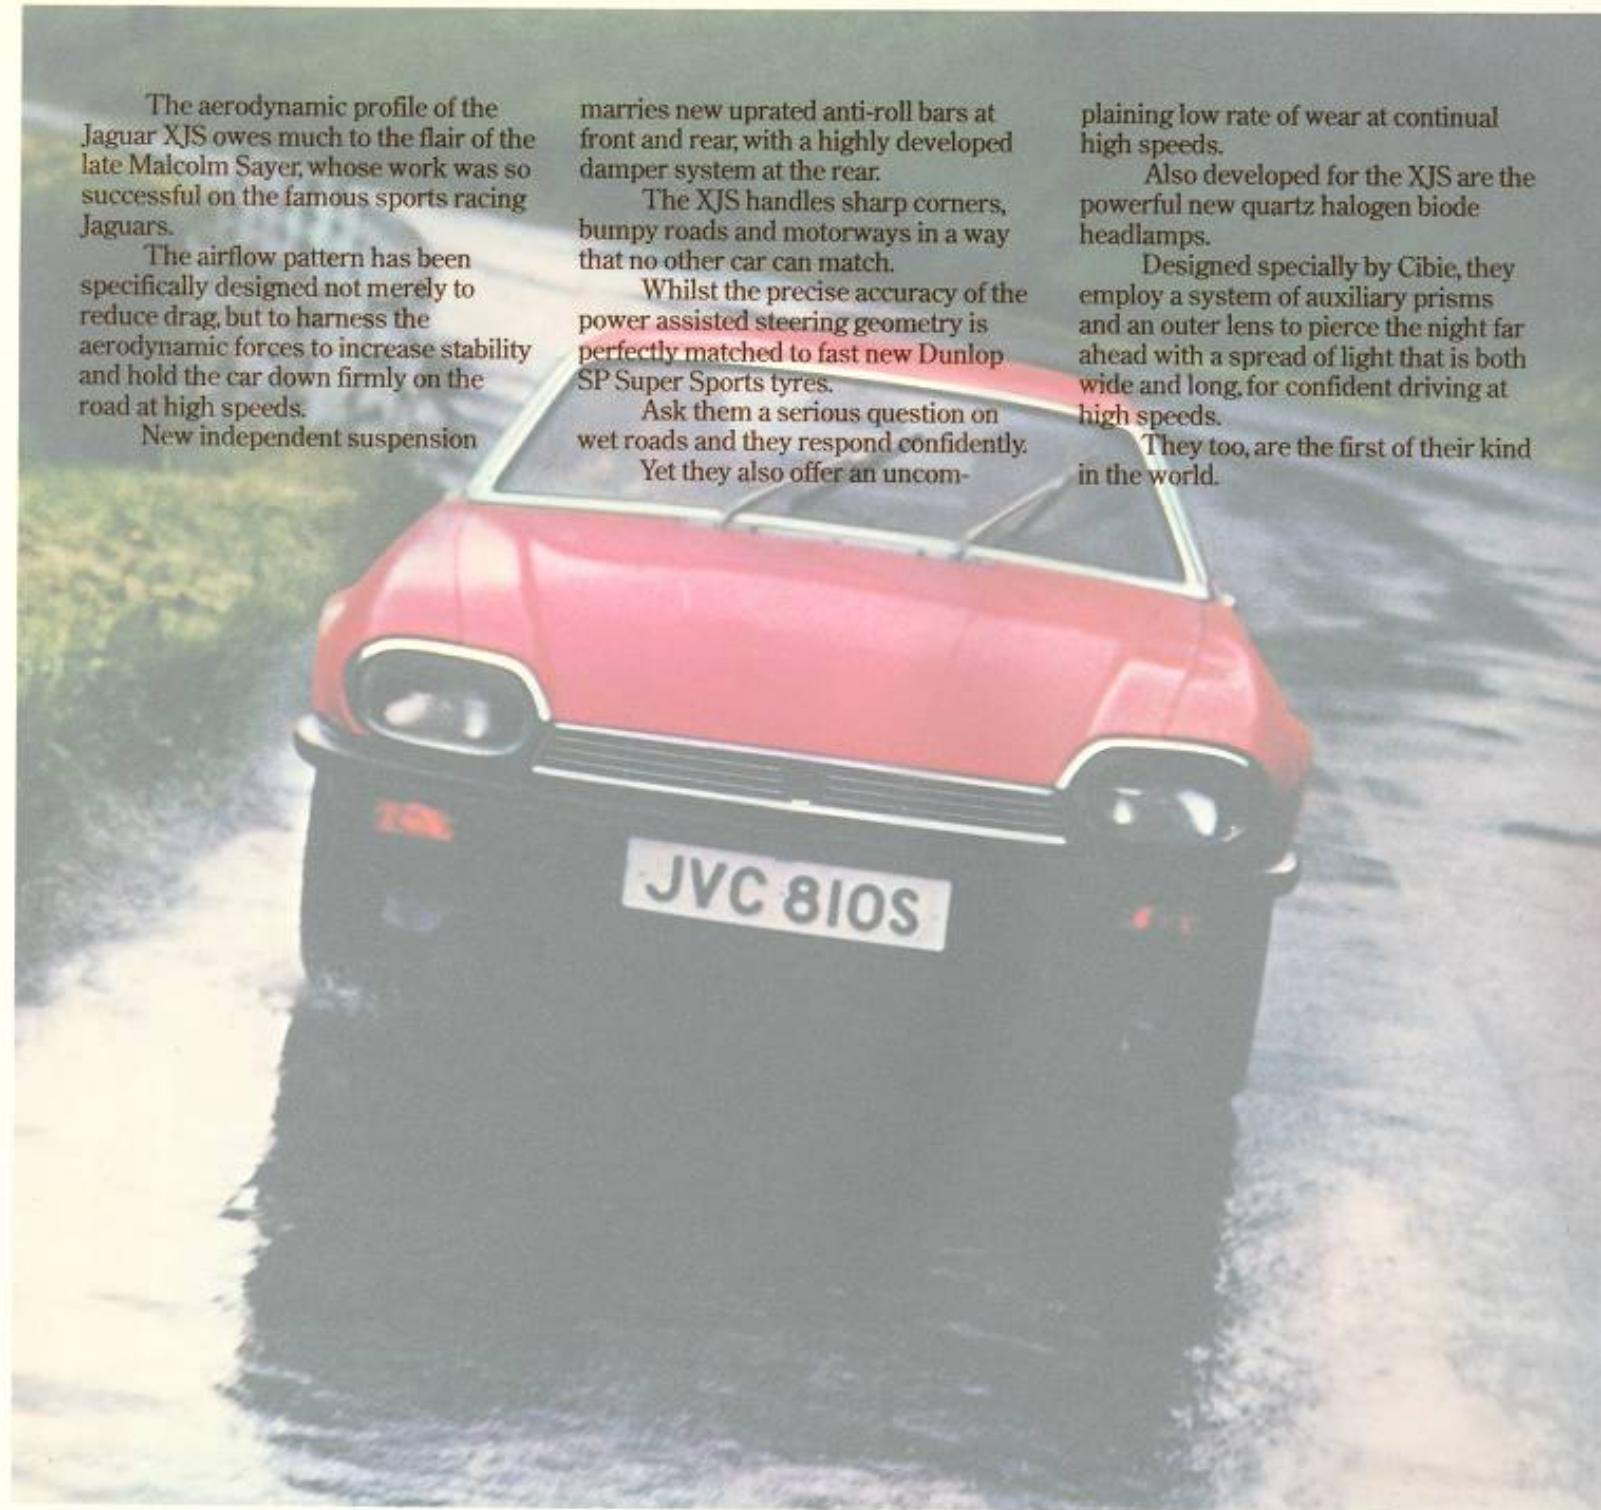 The aerodynamic profile of the
Jaguar XJS owes much to the flair of the
late Malcolm Sayer, whose work was so
successful on the famous sports racing
Jaguars.
The airflow pattern has been
specifically designed not merely to
reduce drag, but to harness the
aerodynamic forces to increase stability
and hold the car down firmly on the
road at high speeds.
New independent suspension
marries new uprated anti-roll bars at
front and rear, with a highly developed
damper system at the rear.
The XJS handles sharp corners,
bumpy roads and motorways in a way
that no other car can match.
Whilst the precise accuracy of the
power assisted steering geometry is
perfectly matched to fast new Dunlop
SP Super Sports tyres.
Ask them a serious question on
wet roads and they respond confidently.
Yet they also offer an uncom-
plaining low rate of wear at continual
high speeds.
Also developed for the XJS are the
powerful new quartz halogen biode
headlamps.
Designed specially by Cibie, they
employ a system of auxiliary prisms
and an outer lens to pierce the night far
ahead with a spread of light that is both
wide and long, for confident driving at
high speeds.
They too, are the first of their kind
in the world.
JVC 810S